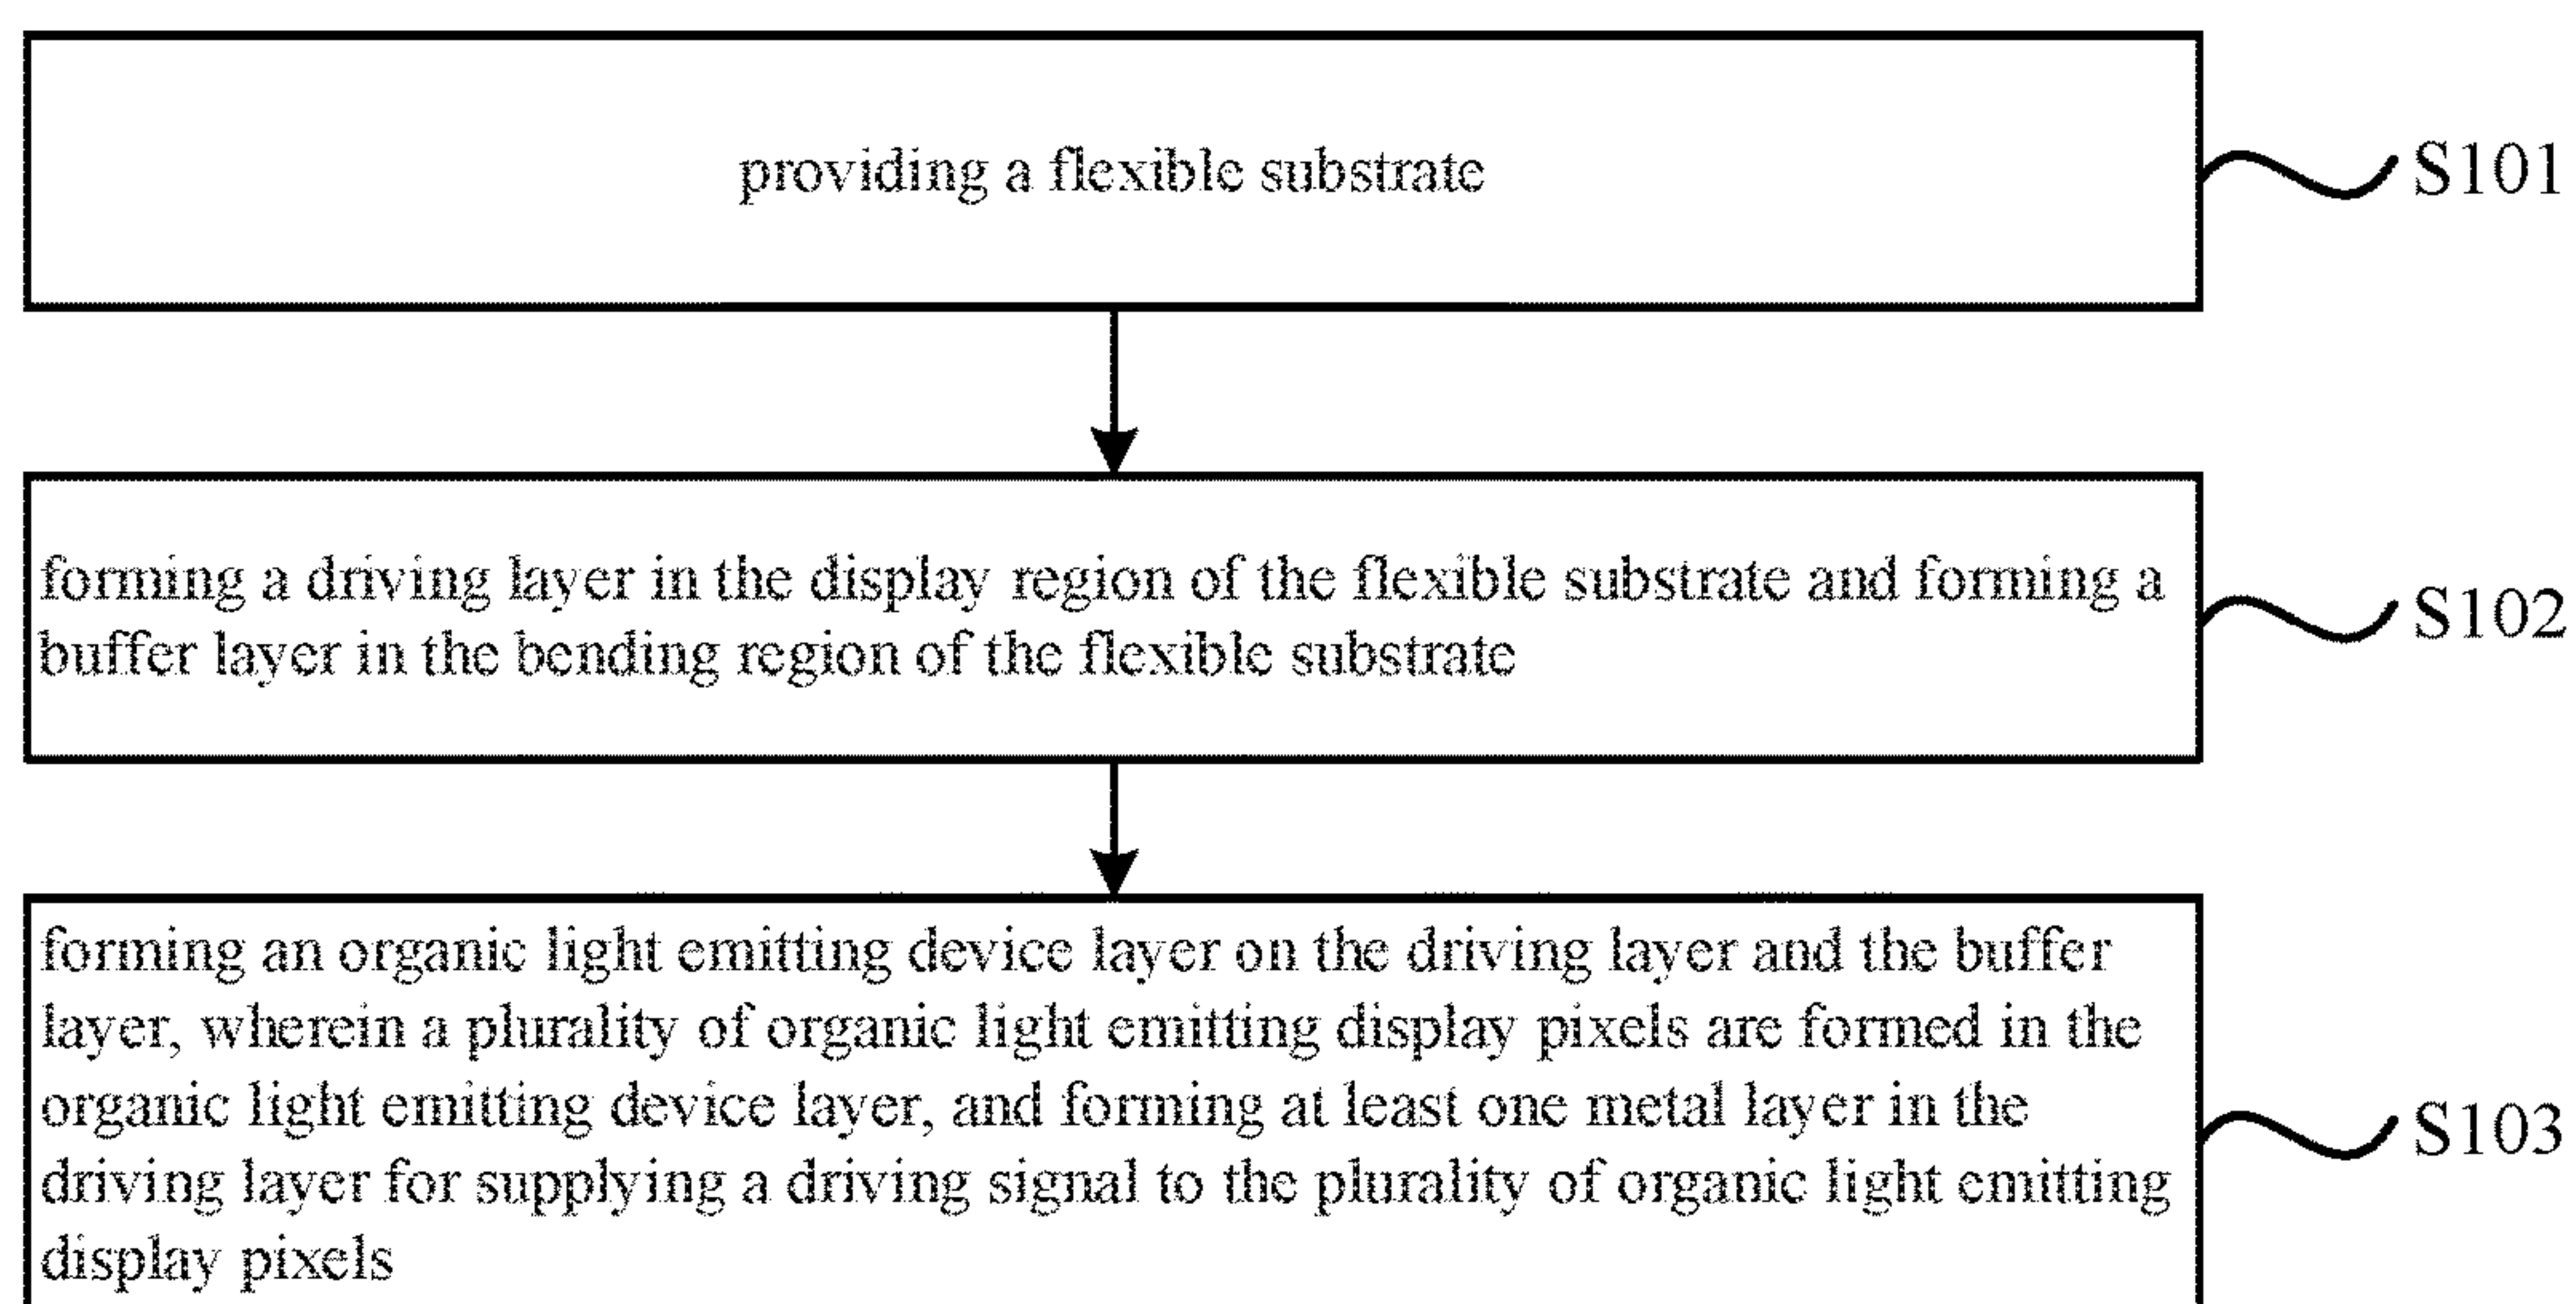 providing a flexible substrate
S101
forming a driving layer in the display region of the flexible substrate and forming a
buffer layer in the bending region of the flexible substrate
S102
forming an organic light emitting device layer on the driving layer and the buffer
layer, wherein a plurality of organic light emitting display pixels are formed in the
organic light emitting device layer, and forming at least one metal layer in the
driving layer for supplying a driving signal to the plurality of organic light emitting
display pixels
S103